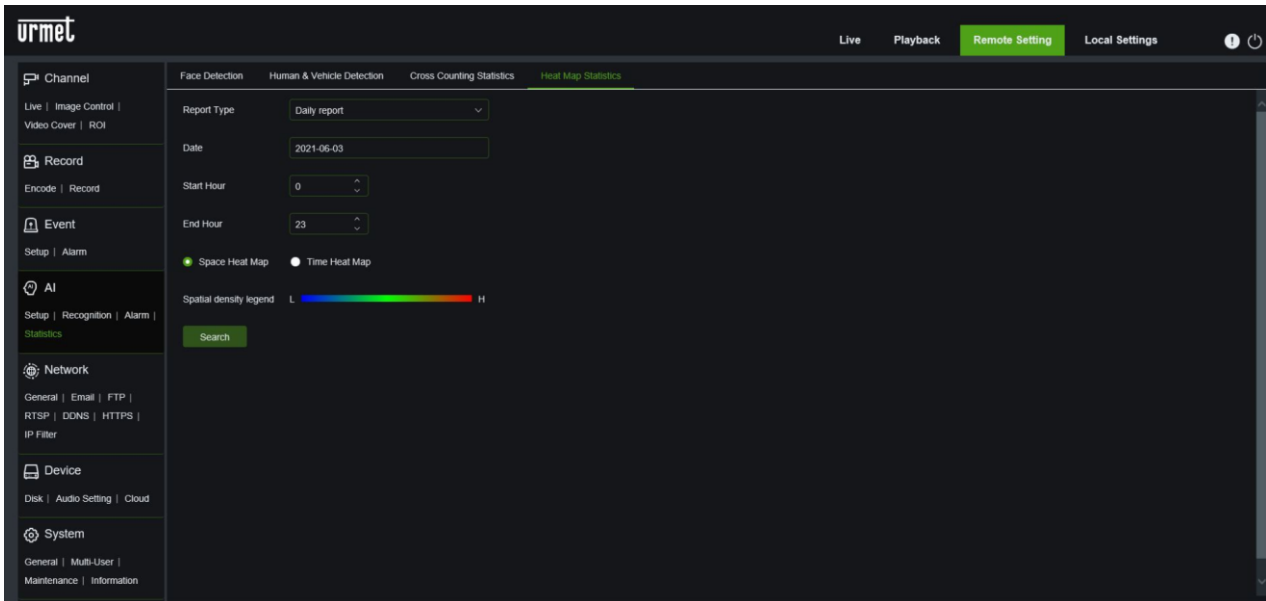 urmet
Live Playback Remote Setting Local Settings
Channel
Live | Image Control |
Video Cover | ROI
Record
Encode | Record
Event
Setup | Alarm
AI
Setup | Recognition | Alarm |
Statistics
Network
General | Email | FTP |
RTSP | DDNS | HTTPS |
IP Filter
Device
Disk | Audio Setting | Cloud
System
General | Multi-User |
Maintenance | Information
Face Detection Human & Vehicle Detection Cross Counting Statistics Heat Map Statistics
Report Type Daily report
Date 2021-06-03
Start Hour 0
End Hour 23
Space Heat Map Time Heat Map
Spatial density legend L H
Search